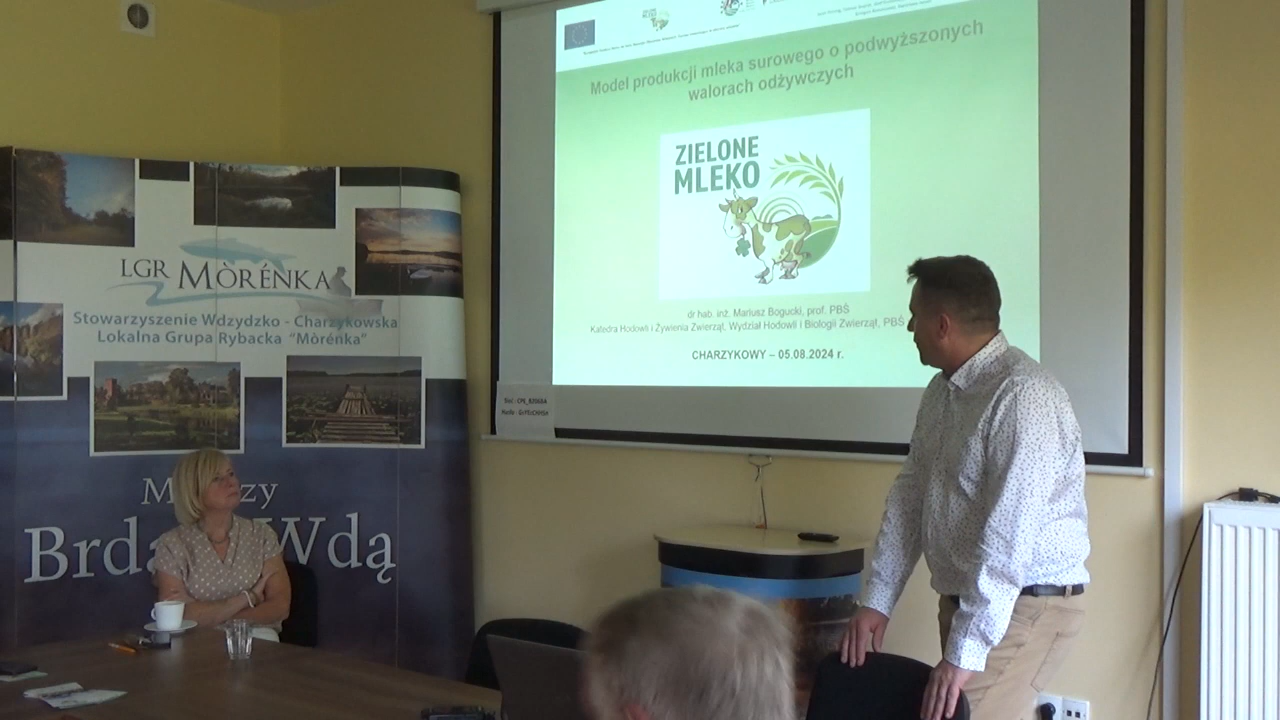 Model produkcji mleka surowego o podwyższonych
walorach odżywczych
ZIELONE
MLEKO
dr hab. inż. Mariusz Bogucki, prof. PBŚ
Katedra Hodowli i Żywienia Zwierząt, Wydział Hodowli i Biologii Zwierząt, PBŚ
CHARZYKOWY – 05.08.2024 r.
LGR MÒRÉNKA
Stowarzyszenie Wdzydzko - Charzykowska
Lokalna Grupa Rybacka "Mòrénka"
Brdą Wdą